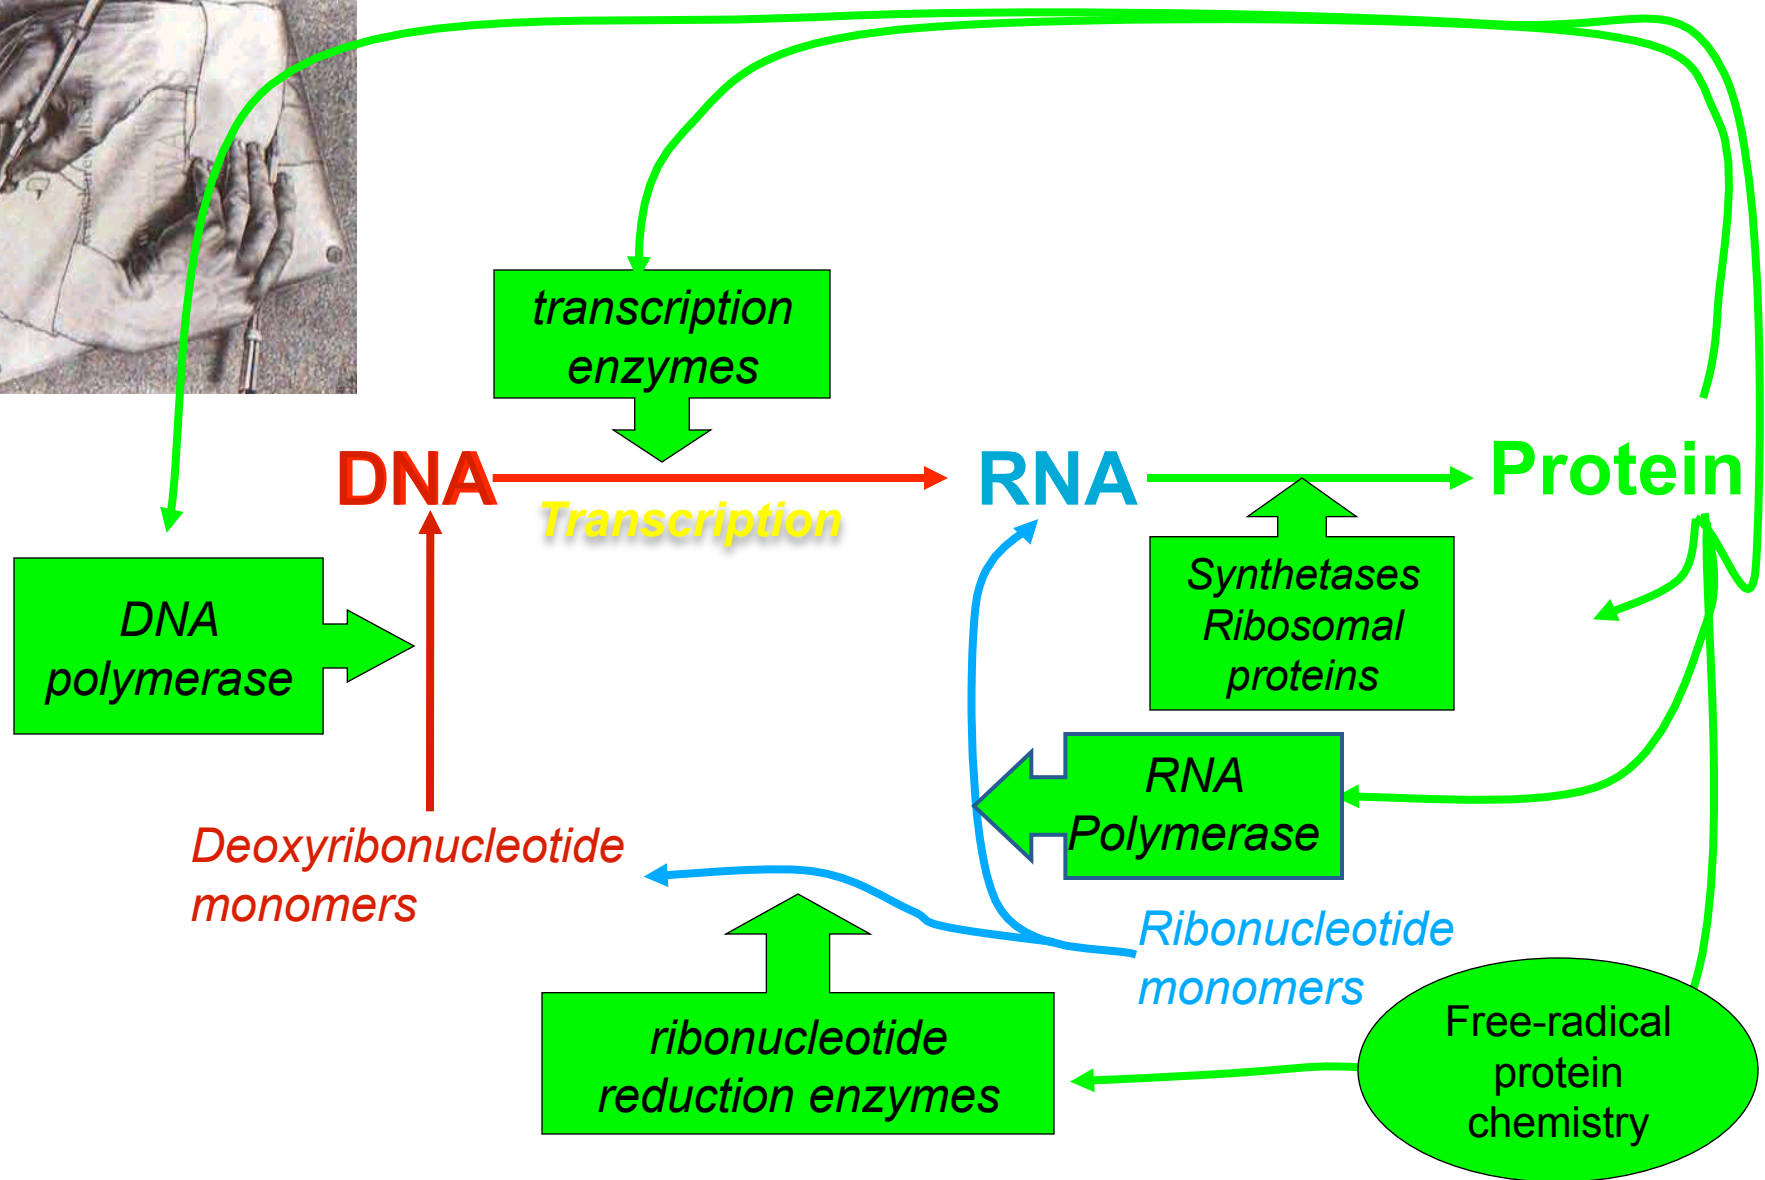 transcription
enzymes
DNA
RNA
Protein
Transcription
Synthetases
Ribosomal
proteins
DNA
polymerase
RNA
Polymerase
Deoxyribonucleotide
monomers
Ribonucleotide
monomers
ribonucleotide
reduction enzymes
Free-radical
protein
chemistry